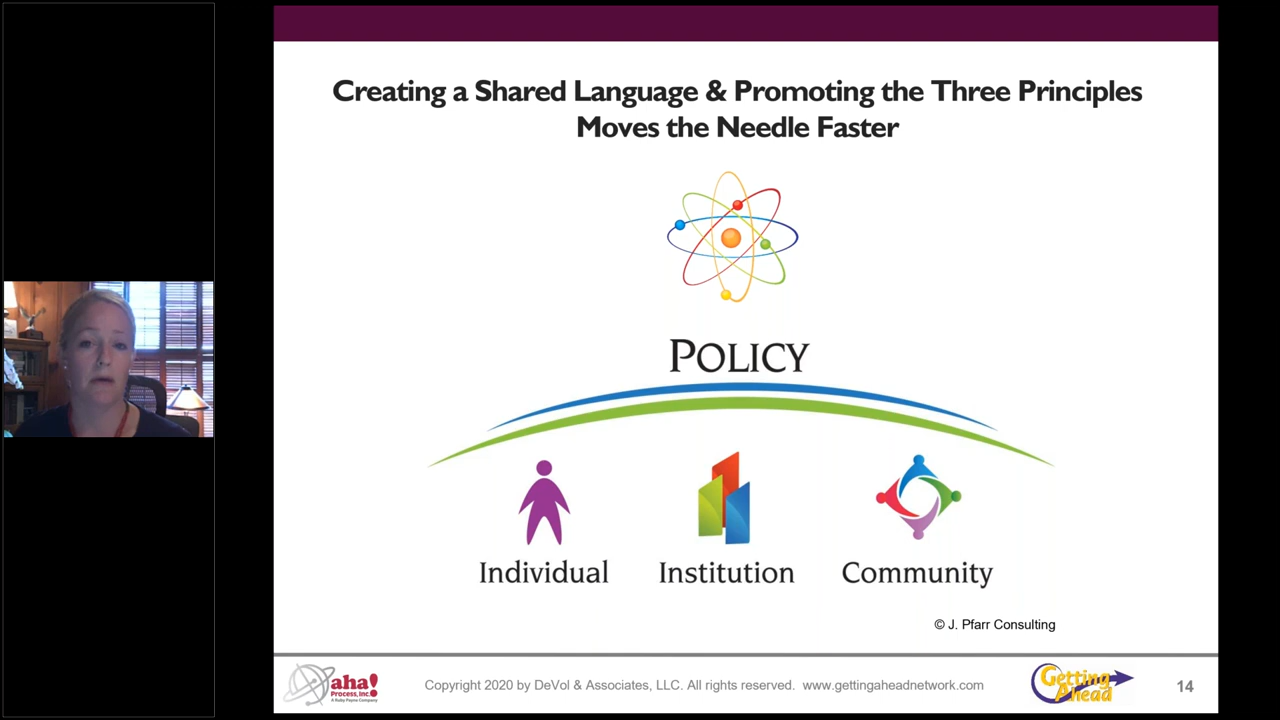 Creating a Shared Language & Promoting the Three Principles
Moves the Needle Faster
POLICY
Individual
Institution
Community
© J. Pfarr Consulting
aha!
Process, Inc.
A Ruby Payne Company
Copyright 2020 by DeVol & Associates, LLC. All rights reserved. www.gettingaheadnetwork.com
Getting
Ahead
14